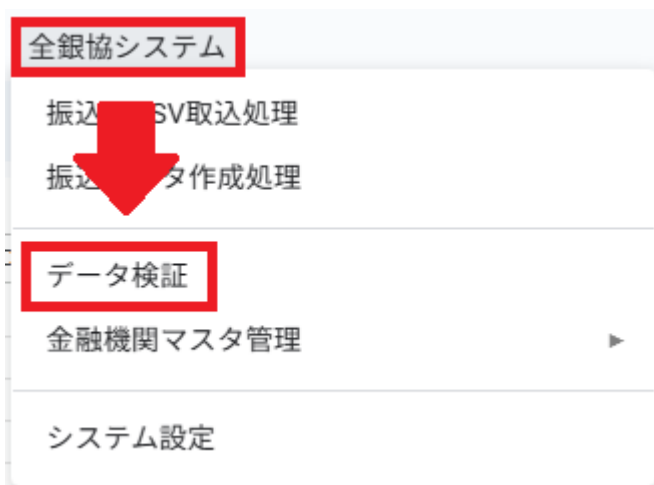 全銀協システム
振込 SV取込処理
振込 タ作成処理
データ検証
金融機関マスタ管理
システム設定